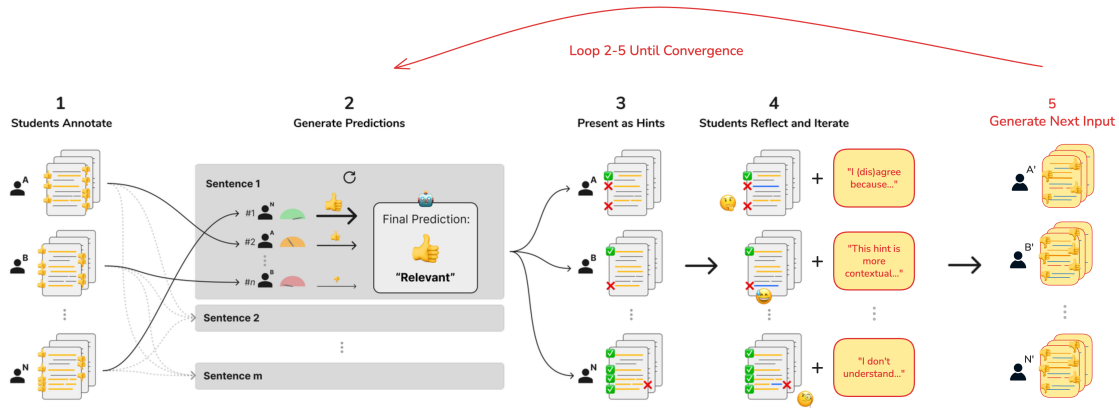 Loop 2-5 Until Convergence
1
Students Annotate
2
Generate Predictions
3
Present as Hints
4
Students Reflect and Iterate
5
Generate Next Input
A
B
N
Sentence 1
#1 N
#2 A
#n B
Final Prediction:
"Relevant"
Sentence 2
Sentence m
A
B
N
+
"I (dis)agree
because..."
+
"This hint is
more
contextual..."
+
"I don't
understand..."
A'
B'
N'